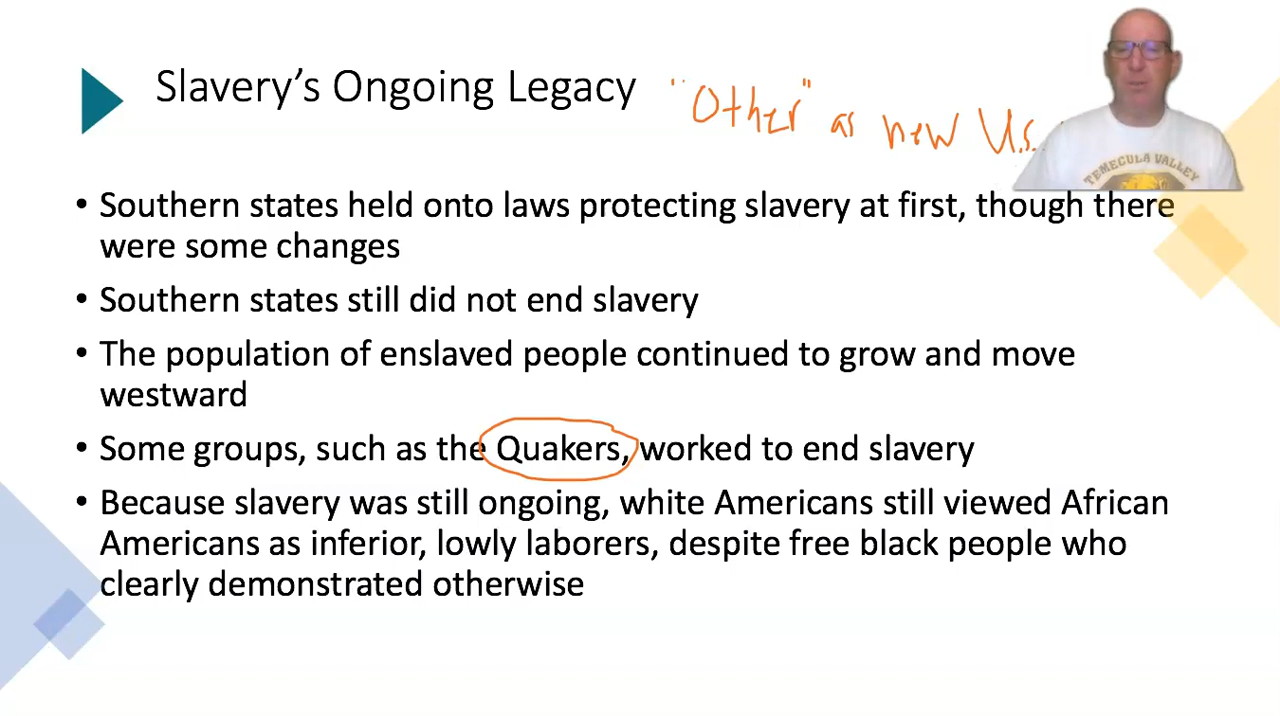 Slavery's Ongoing Legacy
"Other" as new U.S.
TEMECULA VALLEY
• Southern states held onto laws protecting slavery at first, though there
were some changes
• Southern states still did not end slavery
• The population of enslaved people continued to grow and move
westward
• Some groups, such as the Quakers, worked to end slavery
• Because slavery was still ongoing, white Americans still viewed African
Americans as inferior, lowly laborers, despite free black people who
clearly demonstrated otherwise